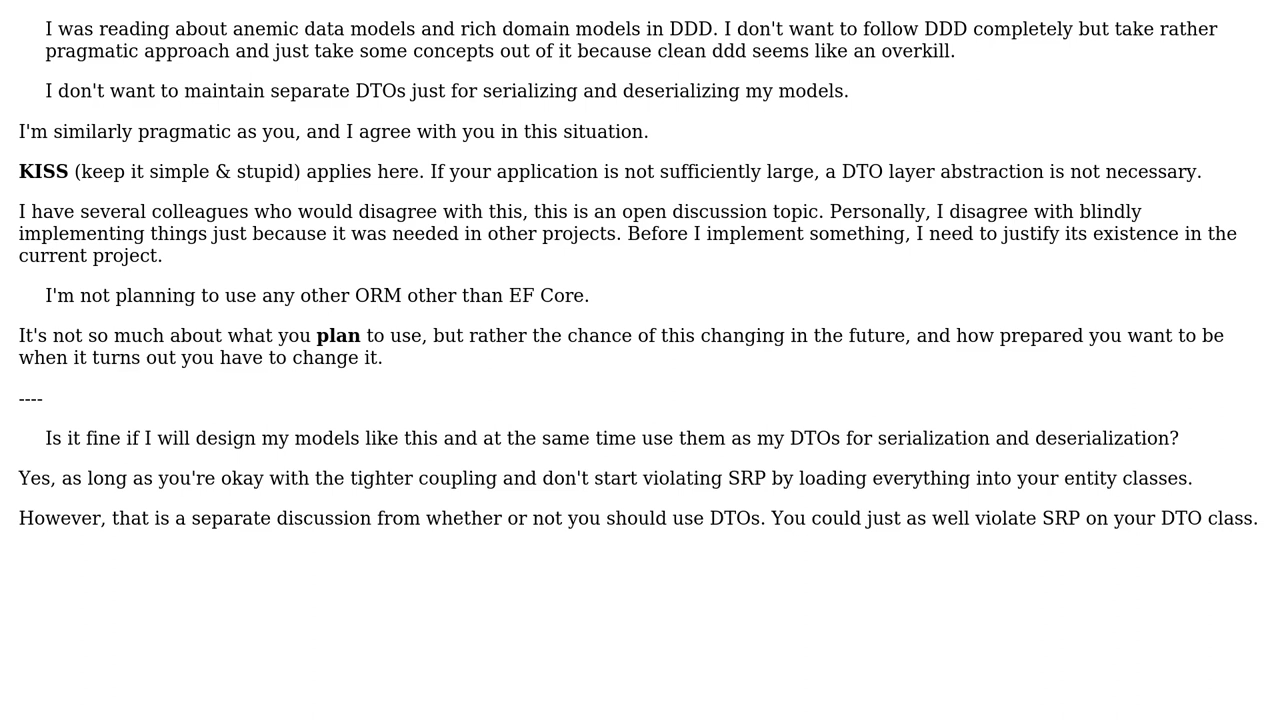 I was reading about anemic data models and rich domain models in DDD. I don't want to follow DDD completely but take rather
pragmatic approach and just take some concepts out of it because clean ddd seems like an overkill.
I don't want to maintain separate DTOs just for serializing and deserializing my models.
I'm similarly pragmatic as you, and I agree with you in this situation.
KISS (keep it simple & stupid) applies here. If your application is not sufficiently large, a DTO layer abstraction is not necessary.
I have several colleagues who would disagree with this, this is an open discussion topic. Personally, I disagree with blindly
implementing things just because it was needed in other projects. Before I implement something, I need to justify its existence in the
current project.
I'm not planning to use any other ORM other than EF Core.
It's not so much about what you plan to use, but rather the chance of this changing in the future, and how prepared you want to be
when it turns out you have to change it.
----
Is it fine if I will design my models like this and at the same time use them as my DTOs for serialization and deserialization?
Yes, as long as you're okay with the tighter coupling and don't start violating SRP by loading everything into your entity classes.
However, that is a separate discussion from whether or not you should use DTOs. You could just as well violate SRP on your DTO class.